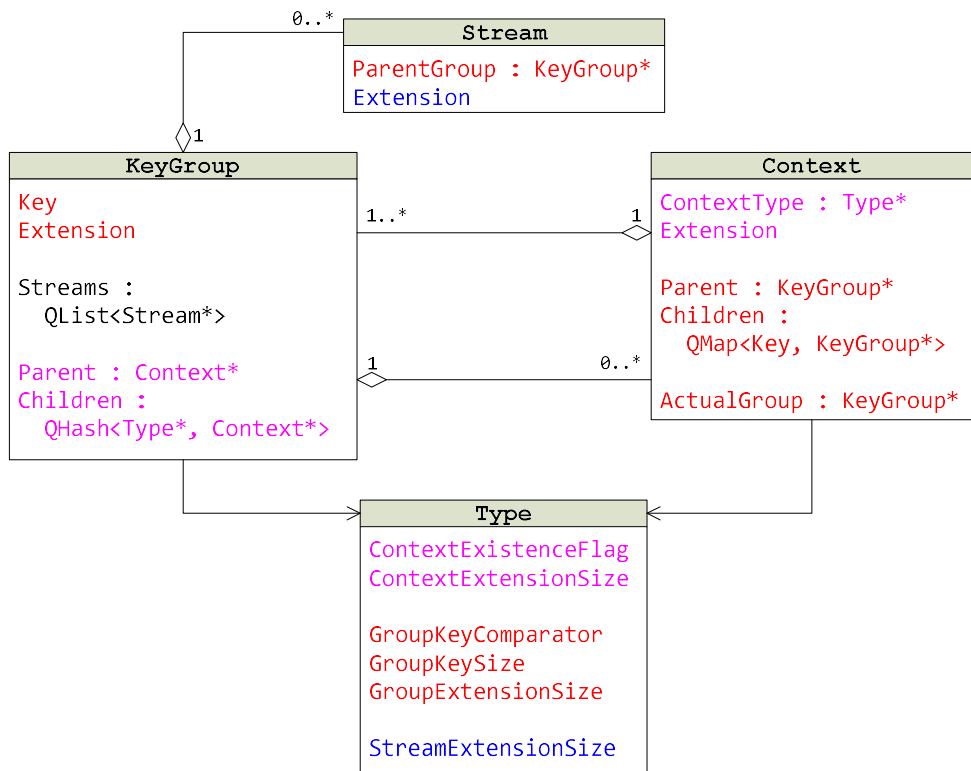 0..*
Stream
ParentGroup : KeyGroup*
Extension
1
KeyGroup
Key
Extension
Streams :
QList<Stream*>
Parent : Context*
Children :
QHash<Type*, Context*>
1..*
1
1
0..*
Context
ContextType : Type*
Extension
Parent : KeyGroup*
Children :
QMap<Key, KeyGroup*>
ActualGroup : KeyGroup*
Type
ContextExistenceFlag
ContextExtensionSize
GroupKeyComparator
GroupKeySize
GroupExtensionSize
StreamExtensionSize